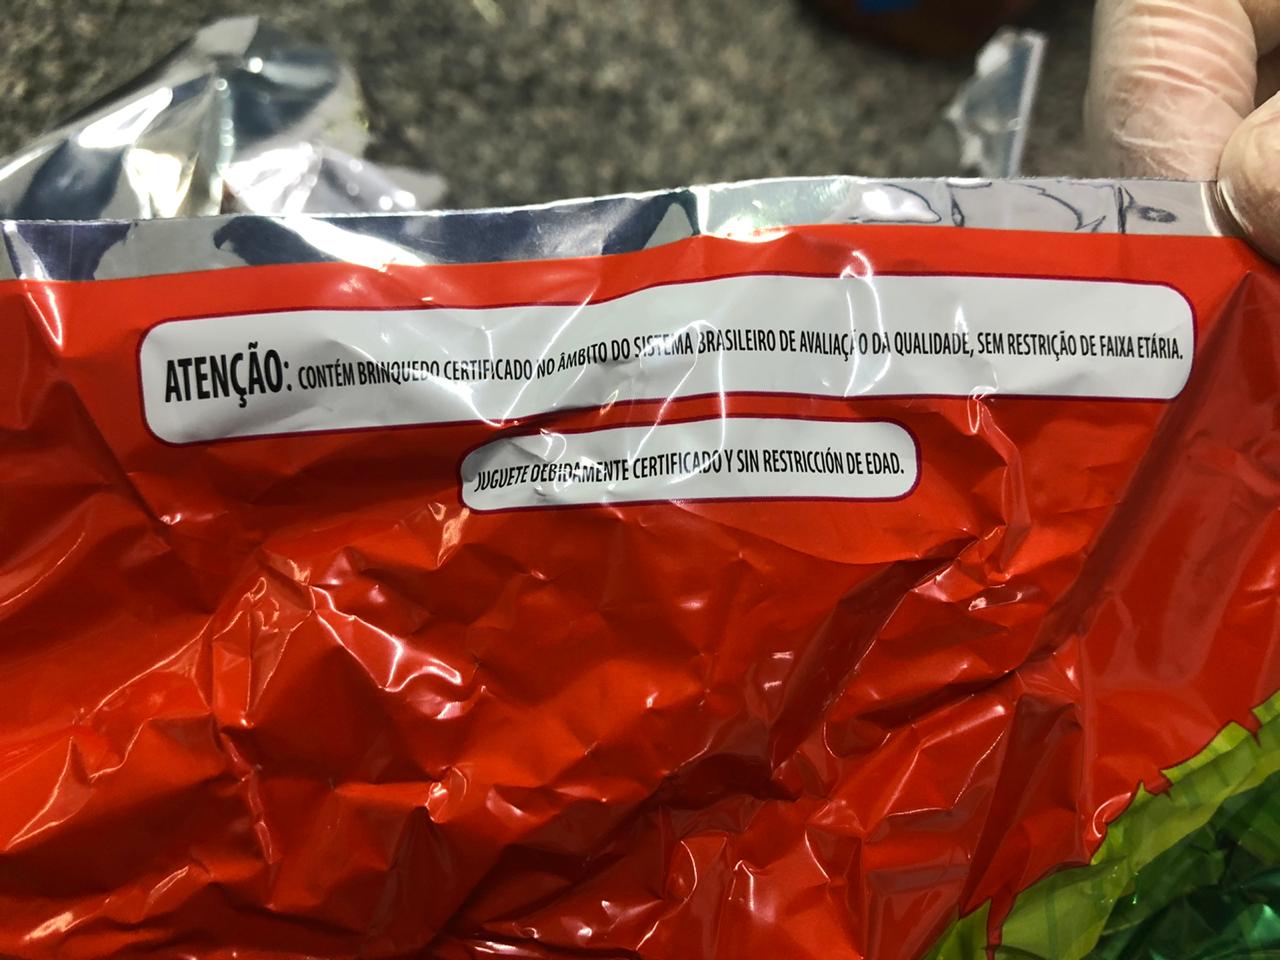 ATENÇÃO: CONTÉM BRINQUEDO CERTIFICADO NO ÂMBITO DO SISTEMA BRASILEIRO DE AVALIAÇÃO DA QUALIDADE, SEM RESTRIÇÃO DE FAIXA ETÁRIA.
JUGUETE DEBIDAMENTE CERTIFICADO Y SIN RESTRICCIÓN DE EDAD.